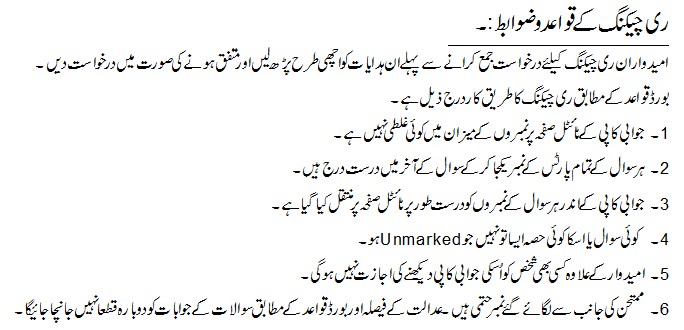 ری چیکنگ کے قواعد و ضوابط :۔
امیدواران ری چیکنگ کیلئے درخواست جمع کرانے سے پہلے ان ہدایات کو اچھی طرح پڑھ لیں اور متفق ہونے کی صورت میں درخواست دیں ۔
بورڈ قواعد کے مطابق ری چیکنگ کا طریق کا ردرج ذیل ہے ۔
1۔ جوابی کاپی کے ٹائٹل صفحہ پر نمبروں کے میزان میں کوئی غلطی نہیں ہے ۔
2۔ ہر سوال کے تمام پارٹس کے نمبر یکجا کر کے سوال کے آخر میں درست درج ہیں ۔
3۔ جوابی کاپی کے اندر ہر سوال کے نمبروں کو درست طور پر ٹائٹل صفحہ پر منتقل کیا گیا ہے ۔
4۔ کوئی سوال یا اسکا کوئی حصہ ایسا تو نہیں جو Unmarked ہو ۔
5۔ امیدوار کے علاوہ کسی بھی شخص کو اُسکی جوابی کاپی دیکھنے کی اجازت نہیں ہوگی ۔
6۔ ممتحن کی جانب سے لگائے گئے نمبر حتمی ہیں ۔ عدالت کے فیصلہ اور بورڈ قواعد کے مطابق سوالات کے جوابات کو دوبارہ قطعاً نہیں جانچا جائیگا ۔